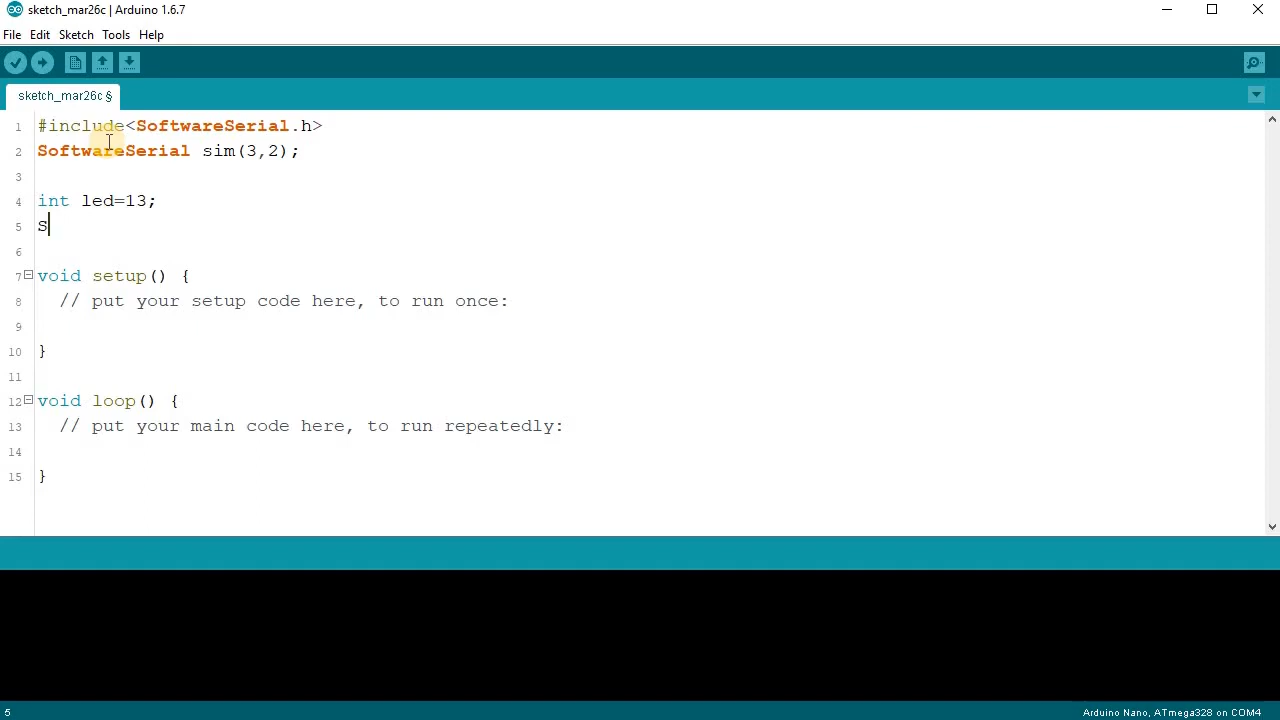 sketch_mar26c | Arduino 1.6.7
File Edit Sketch Tools Help
sketch_mar26c §
1 #include<SoftwareSerial.h>
2 SoftwareSerial sim(3,2);
3
4 int led=13;
5 S
6
7 void setup() {
8 // put your setup code here, to run once:
9
10 }
11
12 void loop() {
13 // put your main code here, to run repeatedly:
14
15 }
5 Arduino Nano, ATmega328 on COM4